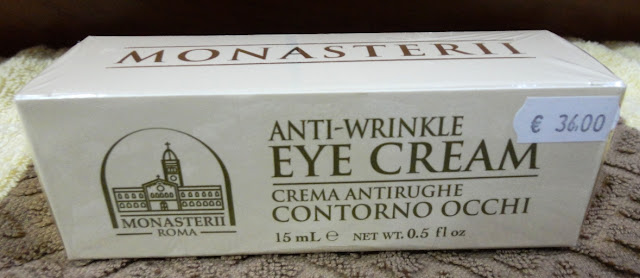 MONASTERII
€ 36.00
ANTI-WRINKLE
EYE CREAM
CREMA ANTIRUGHE
CONTORNO OCCHI
15 mL ℮ NET WT. 0.5 fl oz
MONASTERII
ROMA